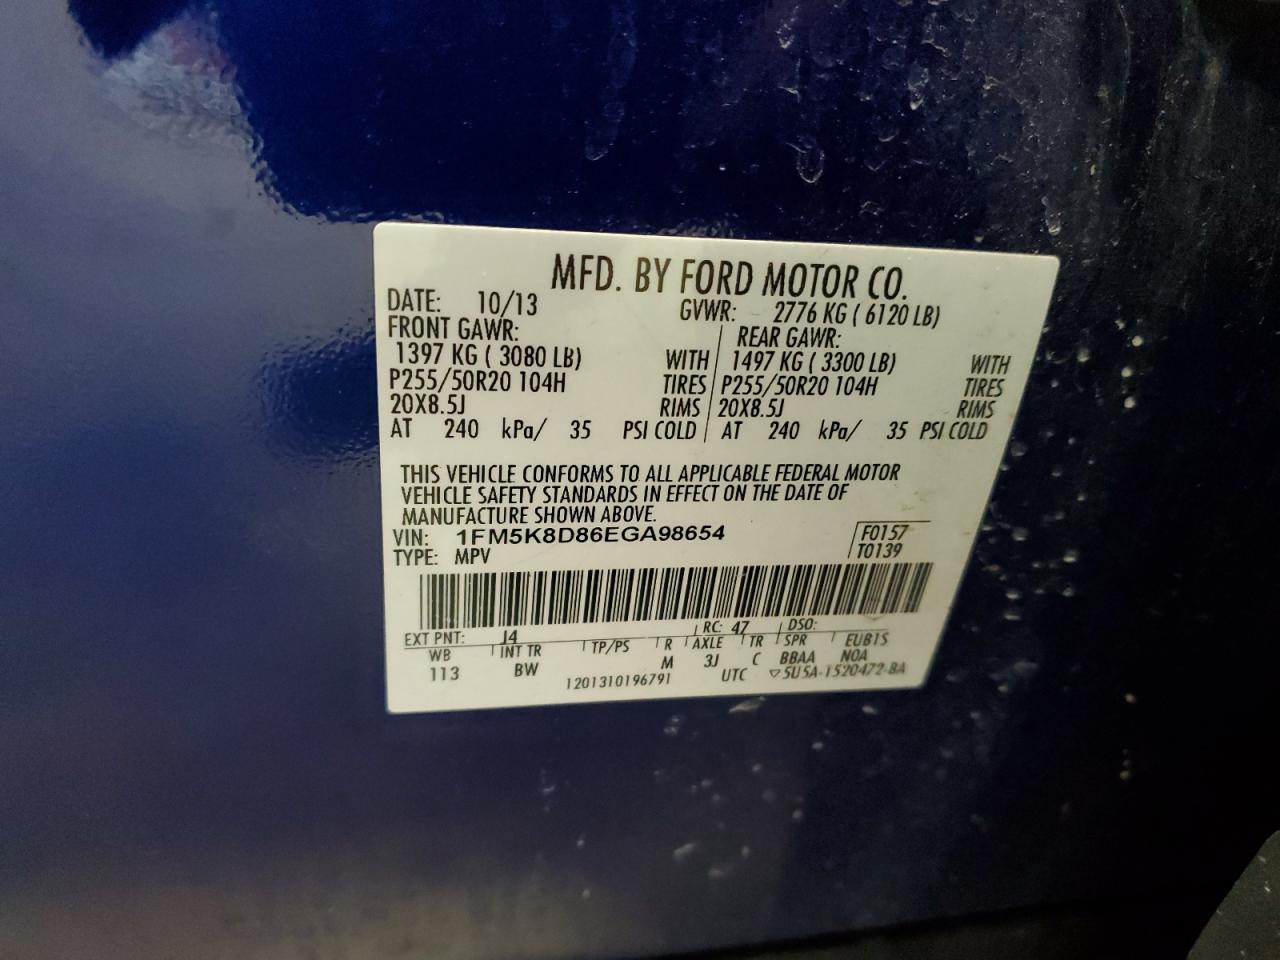 MFD. BY FORD MOTOR CO.
DATE: 10/13 GVWR: 2776 KG ( 6120 LB)
FRONT GAWR: REAR GAWR:
1397 KG ( 3080 LB) WITH 1497 KG ( 3300 LB) WITH
P255/50R20 104H TIRES P255/50R20 104H TIRES
20X8.5J RIMS 20X8.5J RIMS
AT 240 kPa/ 35 PSI COLD AT 240 kPa/ 35 PSI COLD
THIS VEHICLE CONFORMS TO ALL APPLICABLE FEDERAL MOTOR
VEHICLE SAFETY STANDARDS IN EFFECT ON THE DATE OF
MANUFACTURE SHOWN ABOVE.
VIN: 1FM5K8D86EGA98654 F0157
TYPE: MPV T0139
EXT PNT: J4 RC: 47 DSO:
WB INT TR TP/PS R AXLE TR SPR EUB1S
113 BW M 3J C BBAA NOA
1201310196791 UTC ▽5U5A-1520472-BA